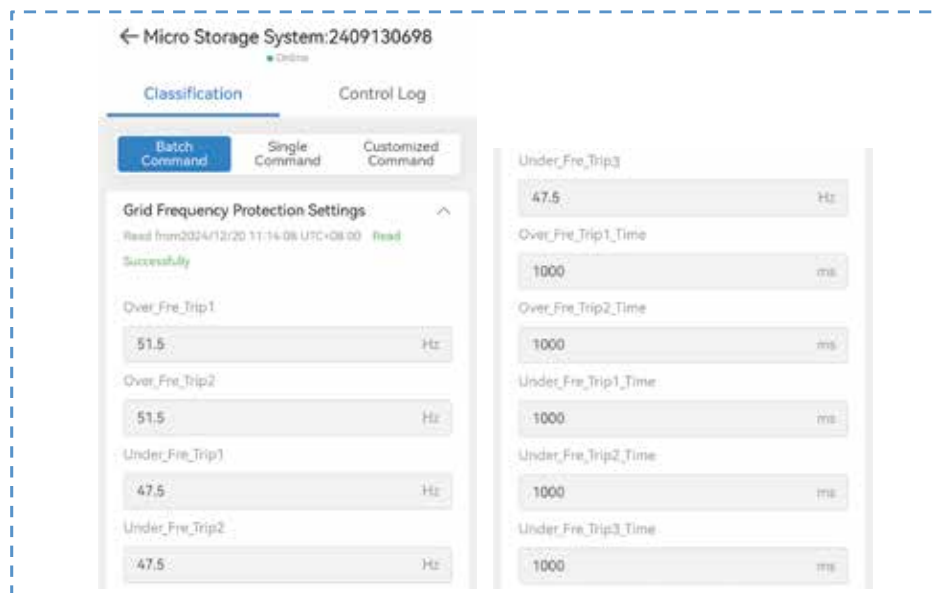 ← Micro Storage System:2409130698
Online
Classification
Control Log
Batch Command
Single Command
Customized Command
Grid Frequency Protection Settings
Read from2024/12/20 11:14:08 UTC+08:00 Read
Successfully
Over_Fre_Trip1
51.5 Hz
Over_Fre_Trip2
51.5 Hz
Under_Fre_Trip1
47.5 Hz
Under_Fre_Trip2
47.5 Hz
Under_Fre_Trip3
47.5 Hz
Over_Fre_Trip1_Time
1000 ms
Over_Fre_Trip2_Time
1000 ms
Under_Fre_Trip1_Time
1000 ms
Under_Fre_Trip2_Time
1000 ms
Under_Fre_Trip3_Time
1000 ms